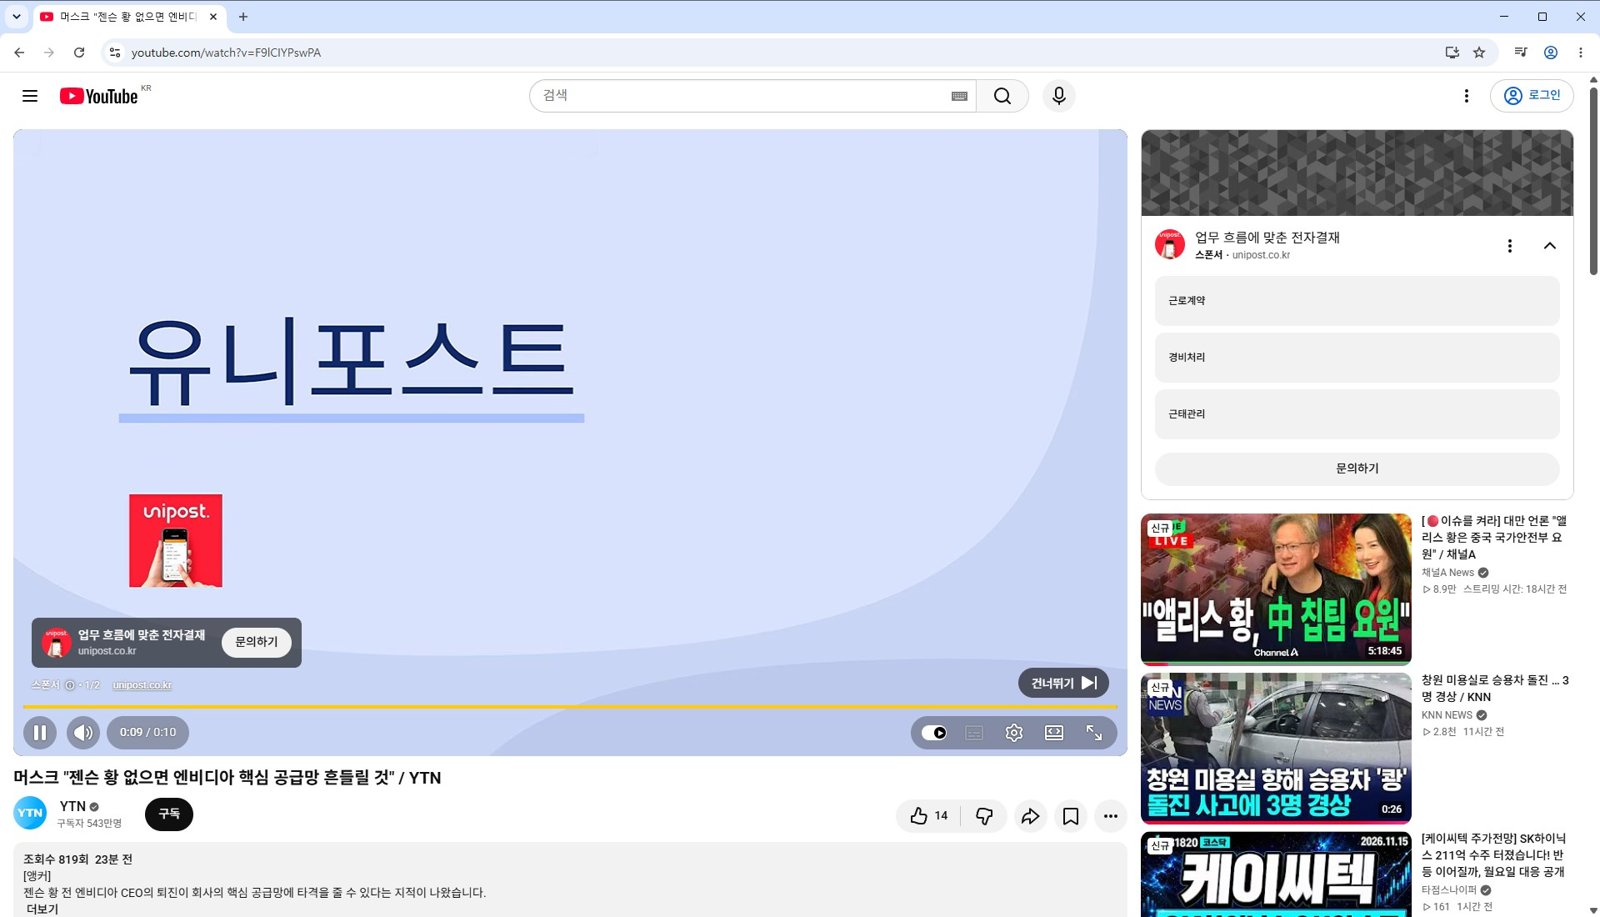 머스크 "젠슨 황 없으면 엔비디
youtube.com/watch?v=F9lCIYPswPA
YouTube KR
검색
로그인
유니포스트
unipost.
업무 흐름에 맞춘 전자결재
unipost.co.kr
문의하기
스폰서 · 1/2 unipost.co.kr
건너뛰기
0:09 / 0:10
머스크 "젠슨 황 없으면 엔비디아 핵심 공급망 흔들릴 것" / YTN
YTN
YTN
구독자 543만명
구독
14
조회수 819회 23분 전
[앵커]
젠슨 황 전 엔비디아 CEO의 퇴진이 회사의 핵심 공급망에 타격을 줄 수 있다는 지적이 나왔습니다.
더보기
업무 흐름에 맞춘 전자결재
스폰서 · unipost.co.kr
근로계약
경비처리
근태관리
문의하기
신규
LIVE
"앨리스 황, 中 칩팀 요원"
Channel A
5:18:45
[🔴이슈를 켜라] 대만 언론 "앨
리스 황은 중국 국가안전부 요
원" / 채널A
채널A News
8.9만 스트리밍 시간: 18시간 전
신규
NEWS
창원 미용실 향해 승용차 '쾅'
돌진 사고에 3명 경상
0:26
창원 미용실로 승용차 돌진 ... 3
명 경상 / KNN
KNN NEWS
2.8천 11시간 전
신규
1820 코스닥
2026.11.15
케이씨텍
[케이씨텍 주가전망] SK하이닉
스 211억 수주 터졌습니다! 반
등 이어질까, 월요일 대응 공개
타점스나이퍼
161 1시간 전